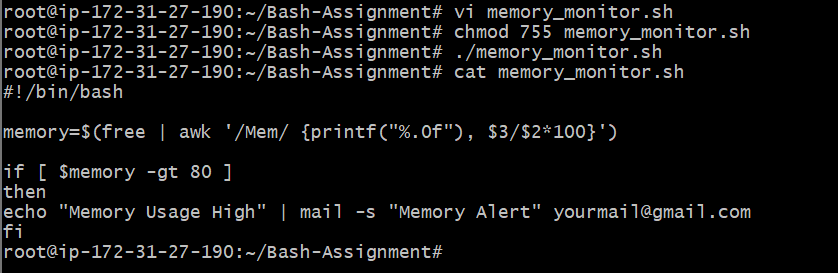 root@ip-172-31-27-190:~/Bash-Assignment# vi memory_monitor.sh
root@ip-172-31-27-190:~/Bash-Assignment# chmod 755 memory_monitor.sh
root@ip-172-31-27-190:~/Bash-Assignment# ./memory_monitor.sh
root@ip-172-31-27-190:~/Bash-Assignment# cat memory_monitor.sh
#!/bin/bash
memory=$(free | awk '/Mem/ {printf("%.0f"), $3/$2*100}')
if [ $memory -gt 80 ]
then
echo "Memory Usage High" | mail -s "Memory Alert" yourmail@gmail.com
fi
root@ip-172-31-27-190:~/Bash-Assignment#